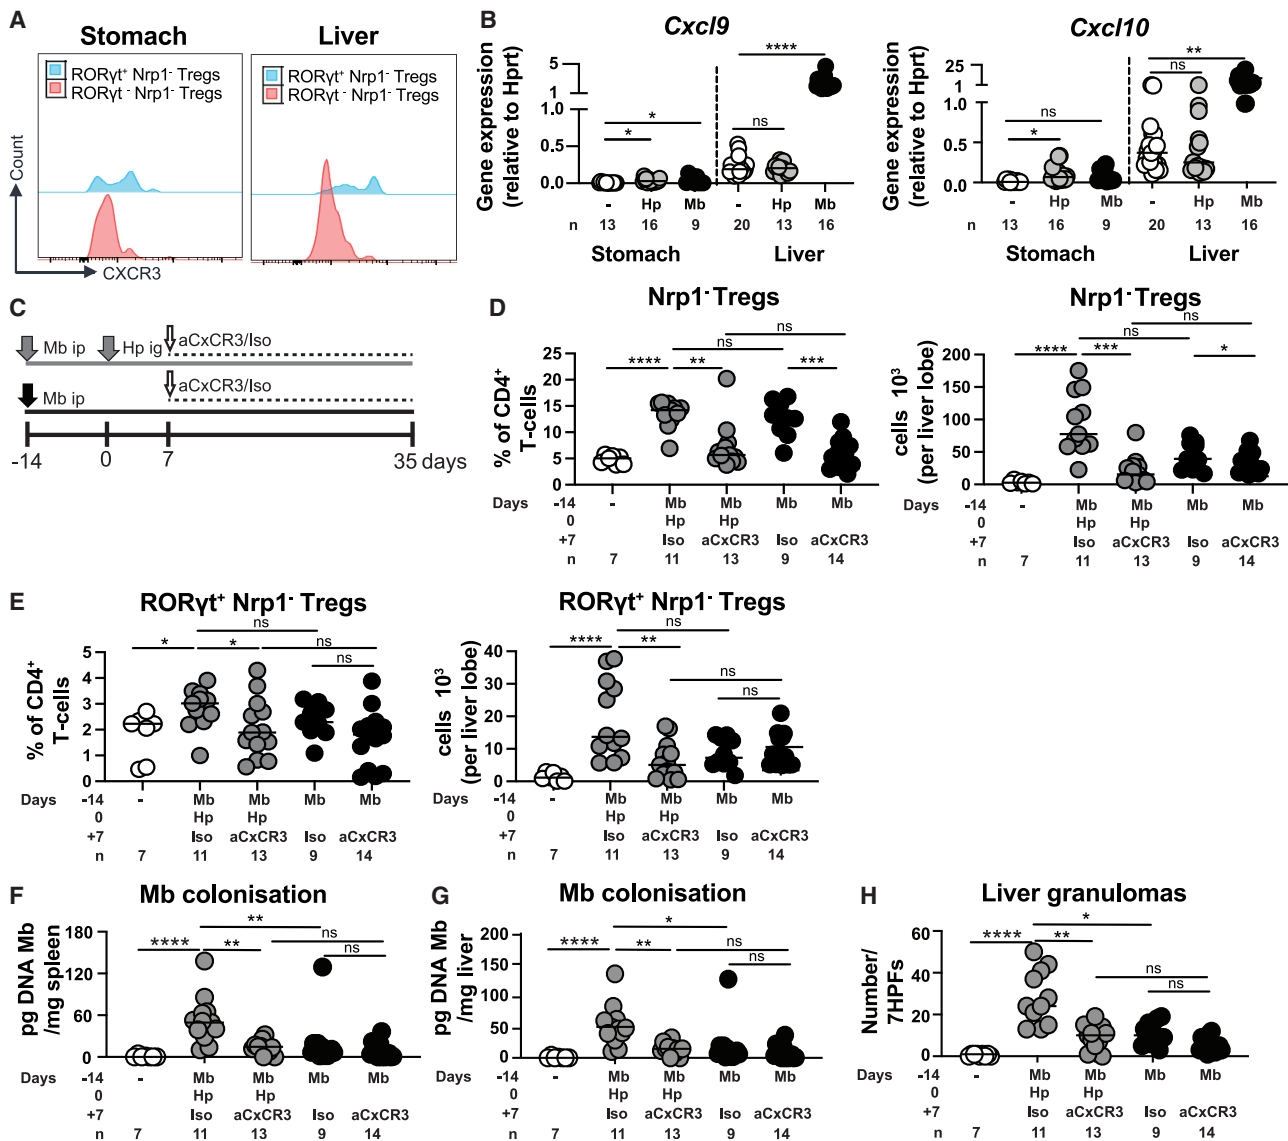 A
Stomach
Liver
RORγt+ Nrp1- Tregs
RORγt - Nrp1- Tregs
RORγt+ Nrp1- Tregs
RORγt - Nrp1- Tregs
Count
CXCR3
B
Cxcl9
Gene expression
(relative to Hprt)
5
1
1.0
0.5
0.0
* * ns ****
- Hp Mb - Hp Mb
n 13 16 9 20 13 16
Stomach Liver
Cxcl10
Gene expression
(relative to Hprt)
25
1
1.0
0.5
0.0
* ns ns **
- Hp Mb - Hp Mb
13 16 9 20 13 16
Stomach Liver
C
Mb ip Hp ig aCxCR3/Iso
Mb ip aCxCR3/Iso
-14 0 7 35 days
D
Nrp1- Tregs
% of CD4+
T-cells
25
20
15
10
5
0
ns
ns
**** ** ***
Days -14 - Mb Mb Mb Mb
0 Hp Hp
+7 Iso aCxCR3 Iso aCxCR3
n 7 11 13 9 14
Nrp1- Tregs
cells 103
(per liver lobe)
200
150
100
50
0
ns
ns
**** *** *
- Mb Mb Mb Mb
Hp Hp
Iso aCxCR3 Iso aCxCR3
7 11 13 9 14
E
RORγt+ Nrp1- Tregs
% of CD4+
T-cells
5
4
3
2
1
0
ns
* * ns
ns
Days -14 - Mb Mb Mb Mb
0 Hp Hp
+7 Iso aCxCR3 Iso aCxCR3
n 7 11 13 9 14
RORγt+ Nrp1- Tregs
cells 103
(per liver lobe)
40
30
20
10
0
ns
**** **
ns
ns
- Mb Mb Mb Mb
Hp Hp
Iso aCxCR3 Iso aCxCR3
7 11 13 9 14
F
Mb colonisation
pg DNA Mb
/mg spleen
180
120
60
0
**
**** ** ns
ns
Days -14 - Mb Mb Mb Mb
0 Hp Hp
+7 Iso aCxCR3 Iso aCxCR3
n 7 11 13 9 14
G
Mb colonisation
pg DNA Mb
/mg liver
200
150
100
50
0
*
**** ** ns
ns
Days -14 - Mb Mb Mb Mb
0 Hp Hp
+7 Iso aCxCR3 Iso aCxCR3
n 7 11 13 9 14
H
Liver granulomas
Number/
7HPFs
60
40
20
0
*
**** **
ns
ns
Days -14 - Mb Mb Mb Mb
0 Hp Hp
+7 Iso aCxCR3 Iso aCxCR3
n 7 11 13 9 14